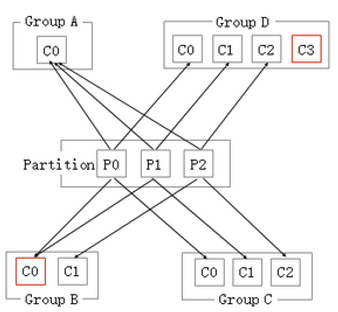 Group A
Group D
C0
C0 C1 C2 C3
Partition P0 P1 P2
C0 C1
C0 C1 C2
Group B
Group C